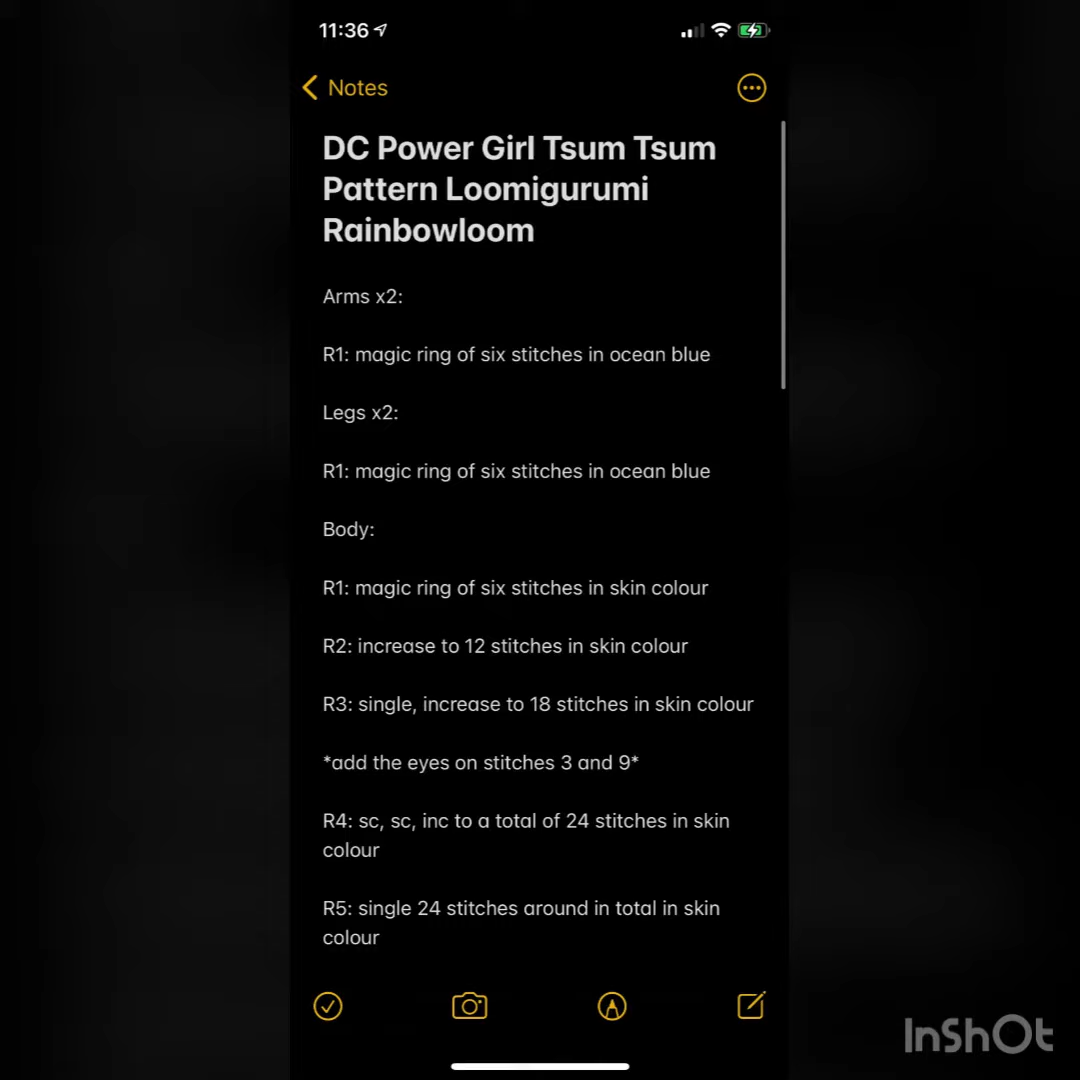 11:36
Notes
DC Power Girl Tsum Tsum
Pattern Loomigurumi
Rainbowloom
Arms x2:
R1: magic ring of six stitches in ocean blue
Legs x2:
R1: magic ring of six stitches in ocean blue
Body:
R1: magic ring of six stitches in skin colour
R2: increase to 12 stitches in skin colour
R3: single, increase to 18 stitches in skin colour
*add the eyes on stitches 3 and 9*
R4: sc, sc, inc to a total of 24 stitches in skin
colour
R5: single 24 stitches around in total in skin
colour
InShOt